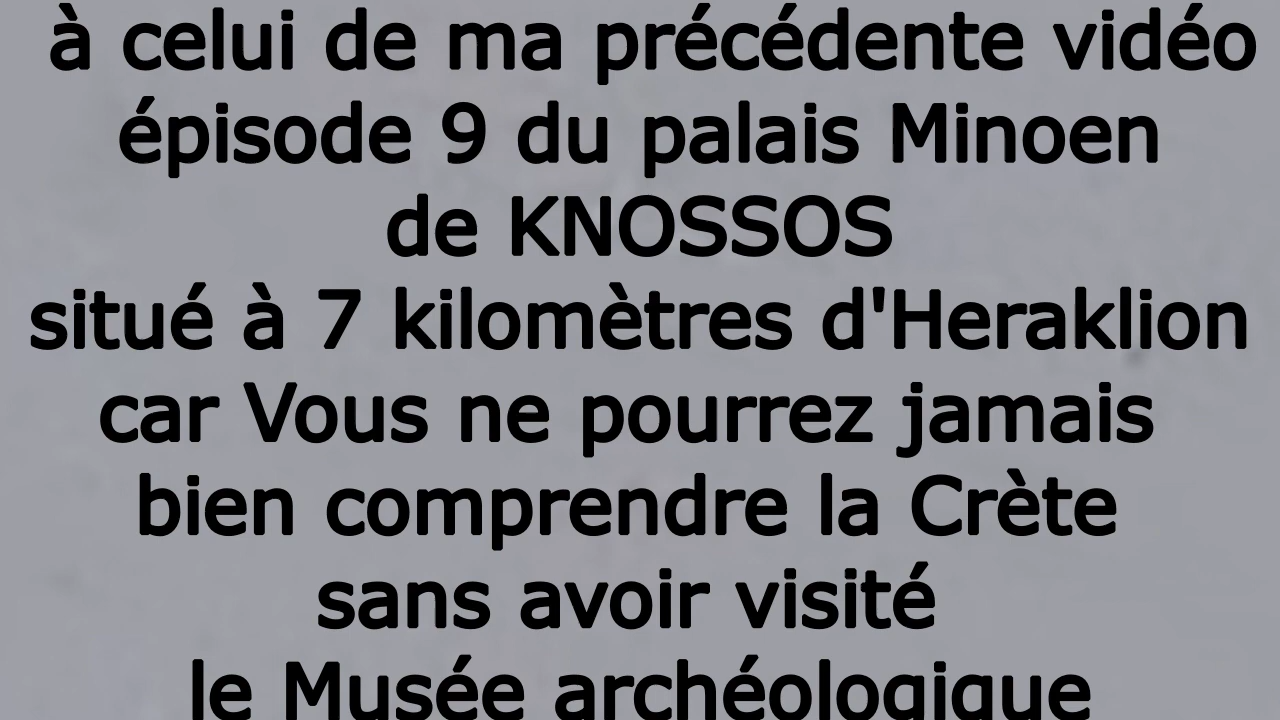 à celui de ma précédente vidéo
épisode 9 du palais Minoen
de KNOSSOS
situé à 7 kilomètres d'Heraklion
car Vous ne pourrez jamais
bien comprendre la Crète
sans avoir visité
le Musée archéologique